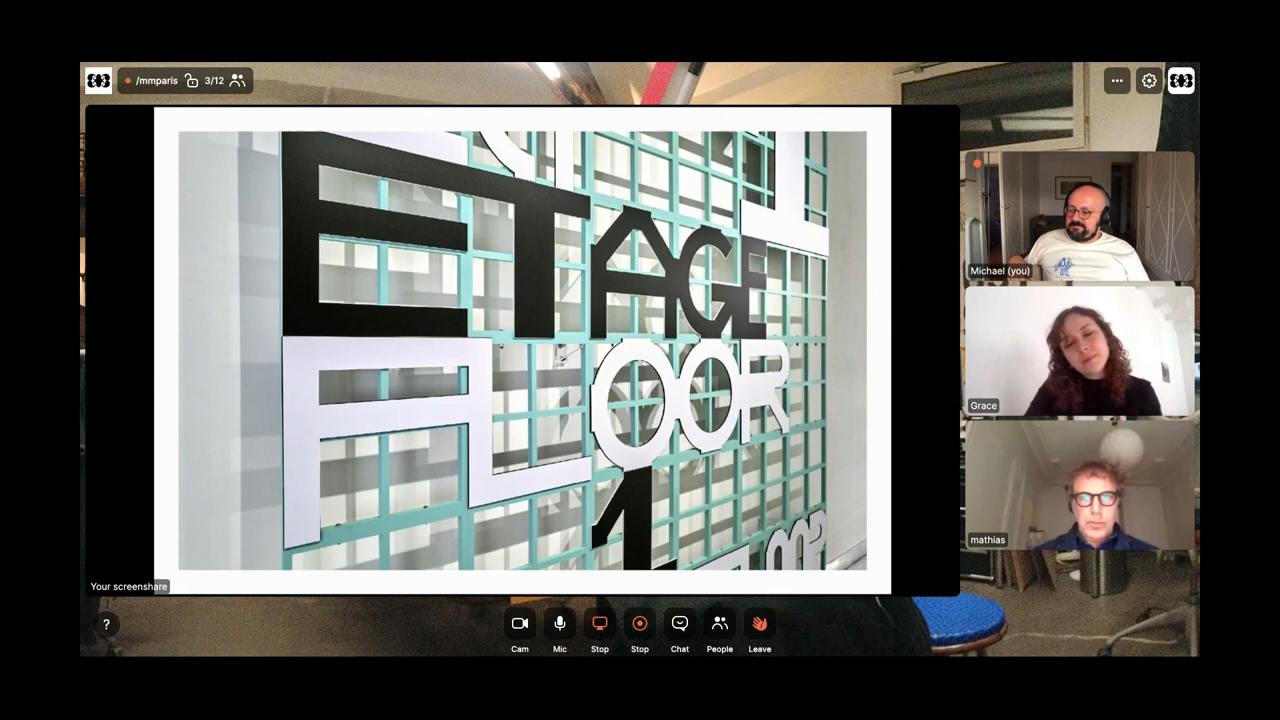 /mmparis 3/12
ETAGE
FLOOR
1
Your screenshare
Michael (you)
Grace
mathias
?
Cam Mic Stop Stop Chat People Leave